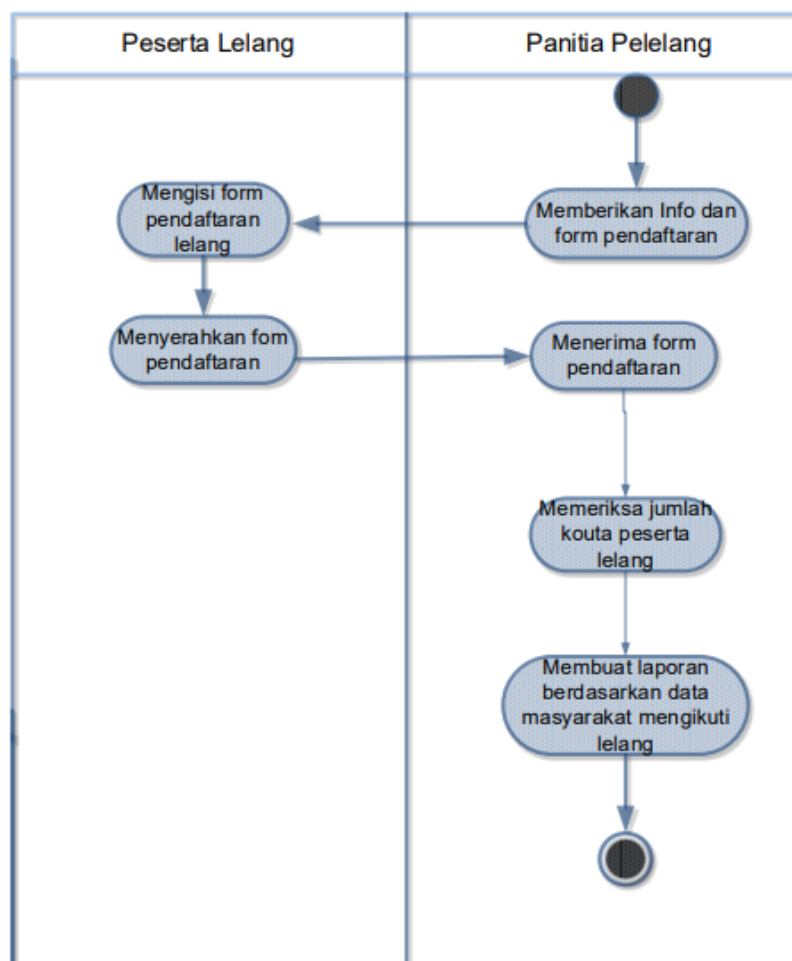 Peserta Lelang
Panitia Pelelang
Memberikan Info dan
form pendaftaran
Mengisi form
pendaftaran
lelang
Menyerahkan fom
pendaftaran
Menerima form
pendaftaran
Memeriksa jumlah
kouta peserta
lelang
Membuat laporan
berdasarkan data
masyarakat mengikuti
lelang